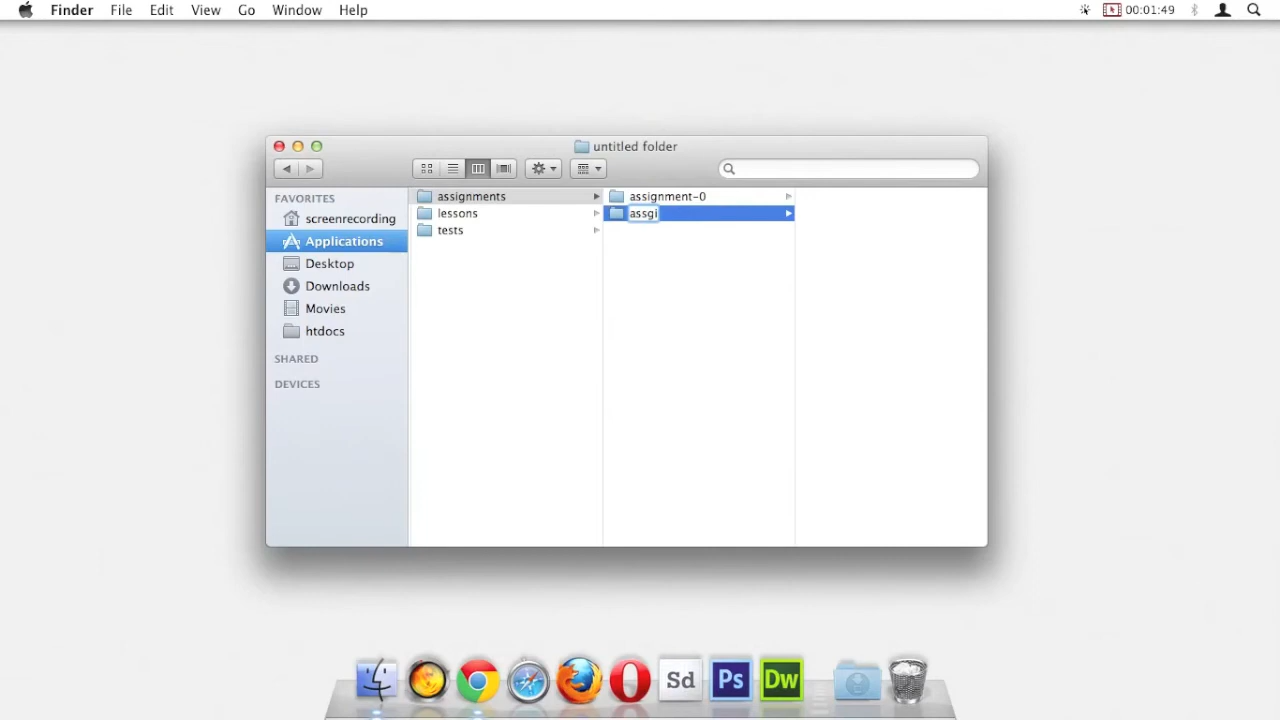 Finder File Edit View Go Window Help 00:01:49
untitled folder
FAVORITES
screenrecording
Applications
Desktop
Downloads
Movies
htdocs
SHARED
DEVICES
assignments
lessons
tests
assignment-0
assgi
Sd Ps Dw